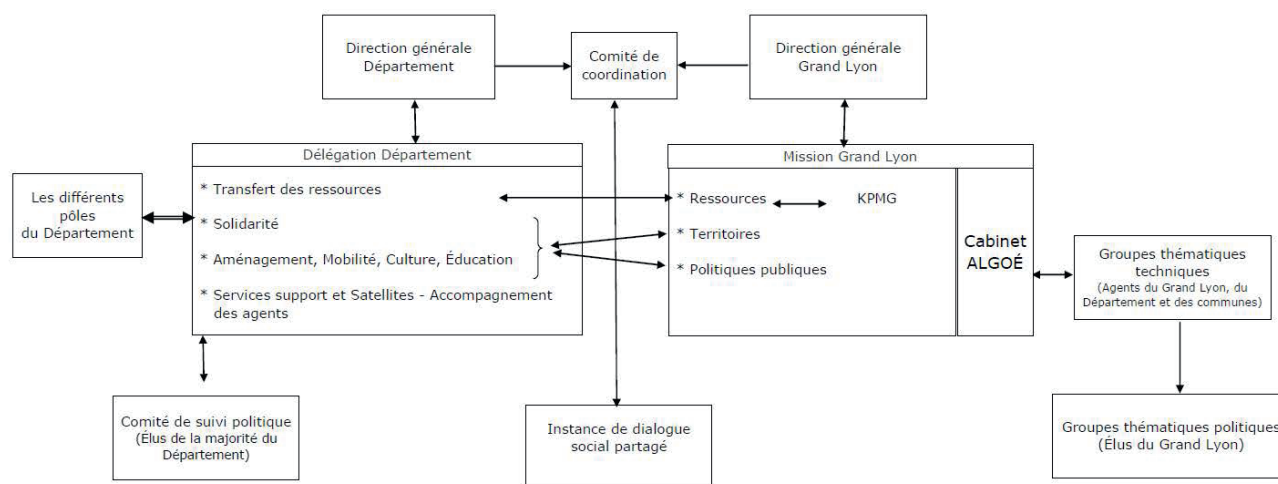 Direction générale
Département
Comité de
coordination
Direction générale
Grand Lyon
Délégation Département
* Transfert des ressources
* Solidarité
* Aménagement, Mobilité, Culture, Éducation
* Services support et Satellites - Accompagnement
des agents
Mission Grand Lyon
* Ressources
KPMG
* Territoires
* Politiques publiques
Cabinet
ALGOÉ
Les différents
pôles
du Département
Groupes thématiques
techniques
(Agents du Grand Lyon, du
Département et des communes)
Comité de suivi politique
(Élus de la majorité du
Département)
Instance de dialogue
social partagé
Groupes thématiques politiques
(Élus du Grand Lyon)